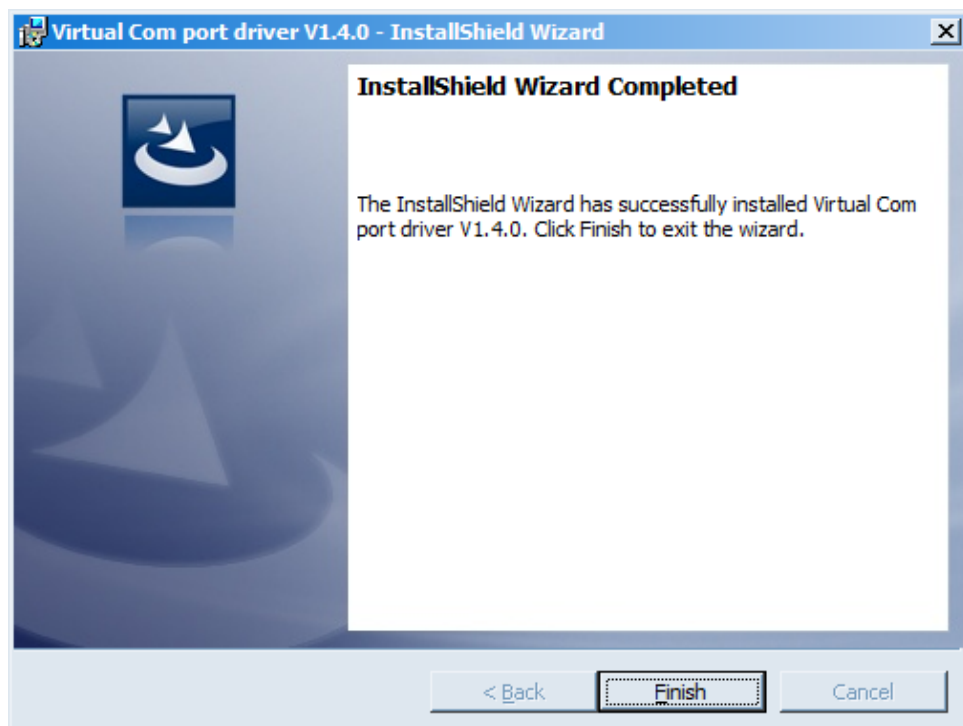 Virtual Com port driver V1.4.0 - InstallShield Wizard
InstallShield Wizard Completed
The InstallShield Wizard has successfully installed Virtual Com
port driver V1.4.0. Click Finish to exit the wizard.
< Back
Finish
Cancel